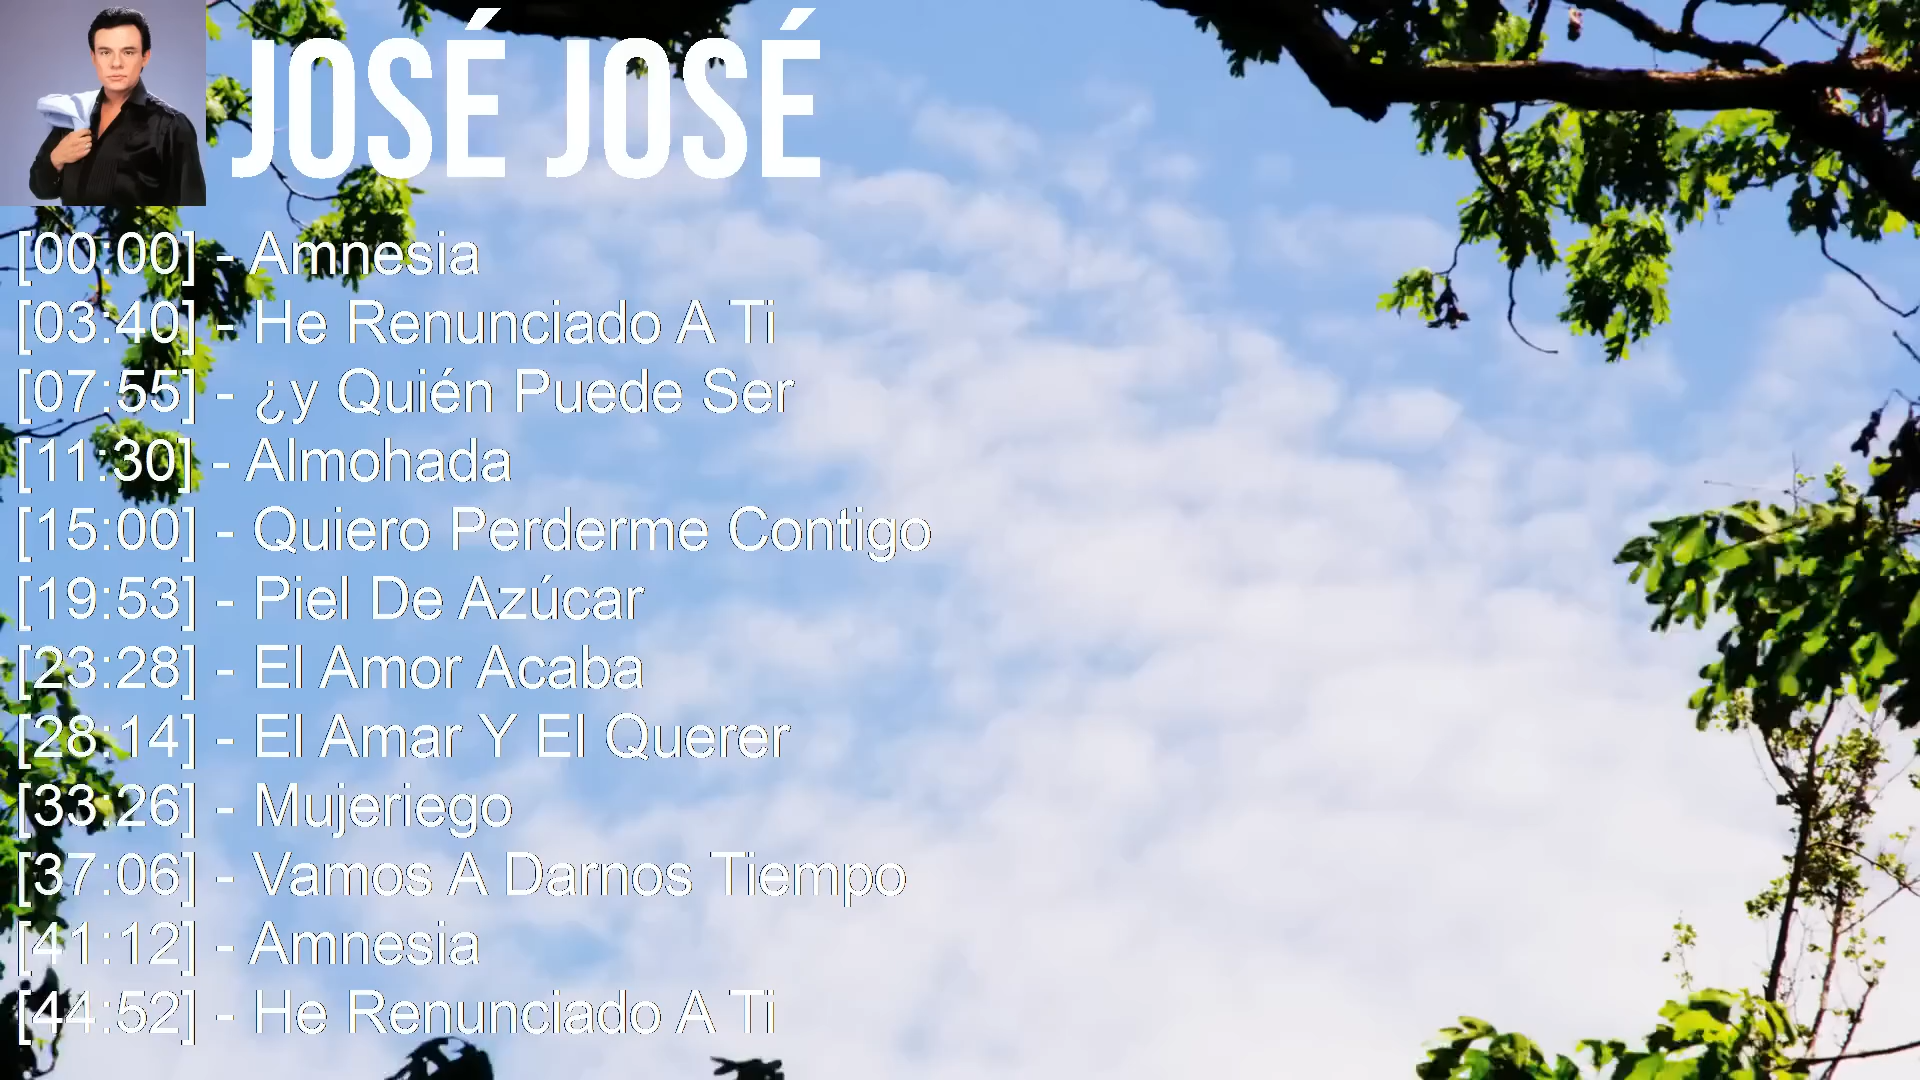 JOSÉ JOSÉ
[00:00] - Amnesia
[03:40] - He Renunciado A Ti
[07:55] - ¿y Quién Puede Ser
[11:30] - Almohada
[15:00] - Quiero Perderme Contigo
[19:53] - Piel De Azúcar
[23:28] - El Amor Acaba
[28:14] - El Amar Y El Querer
[33:26] - Mujeriego
[37:06] - Vamos A Darnos Tiempo
[41:12] - Amnesia
[44:52] - He Renunciado A Ti